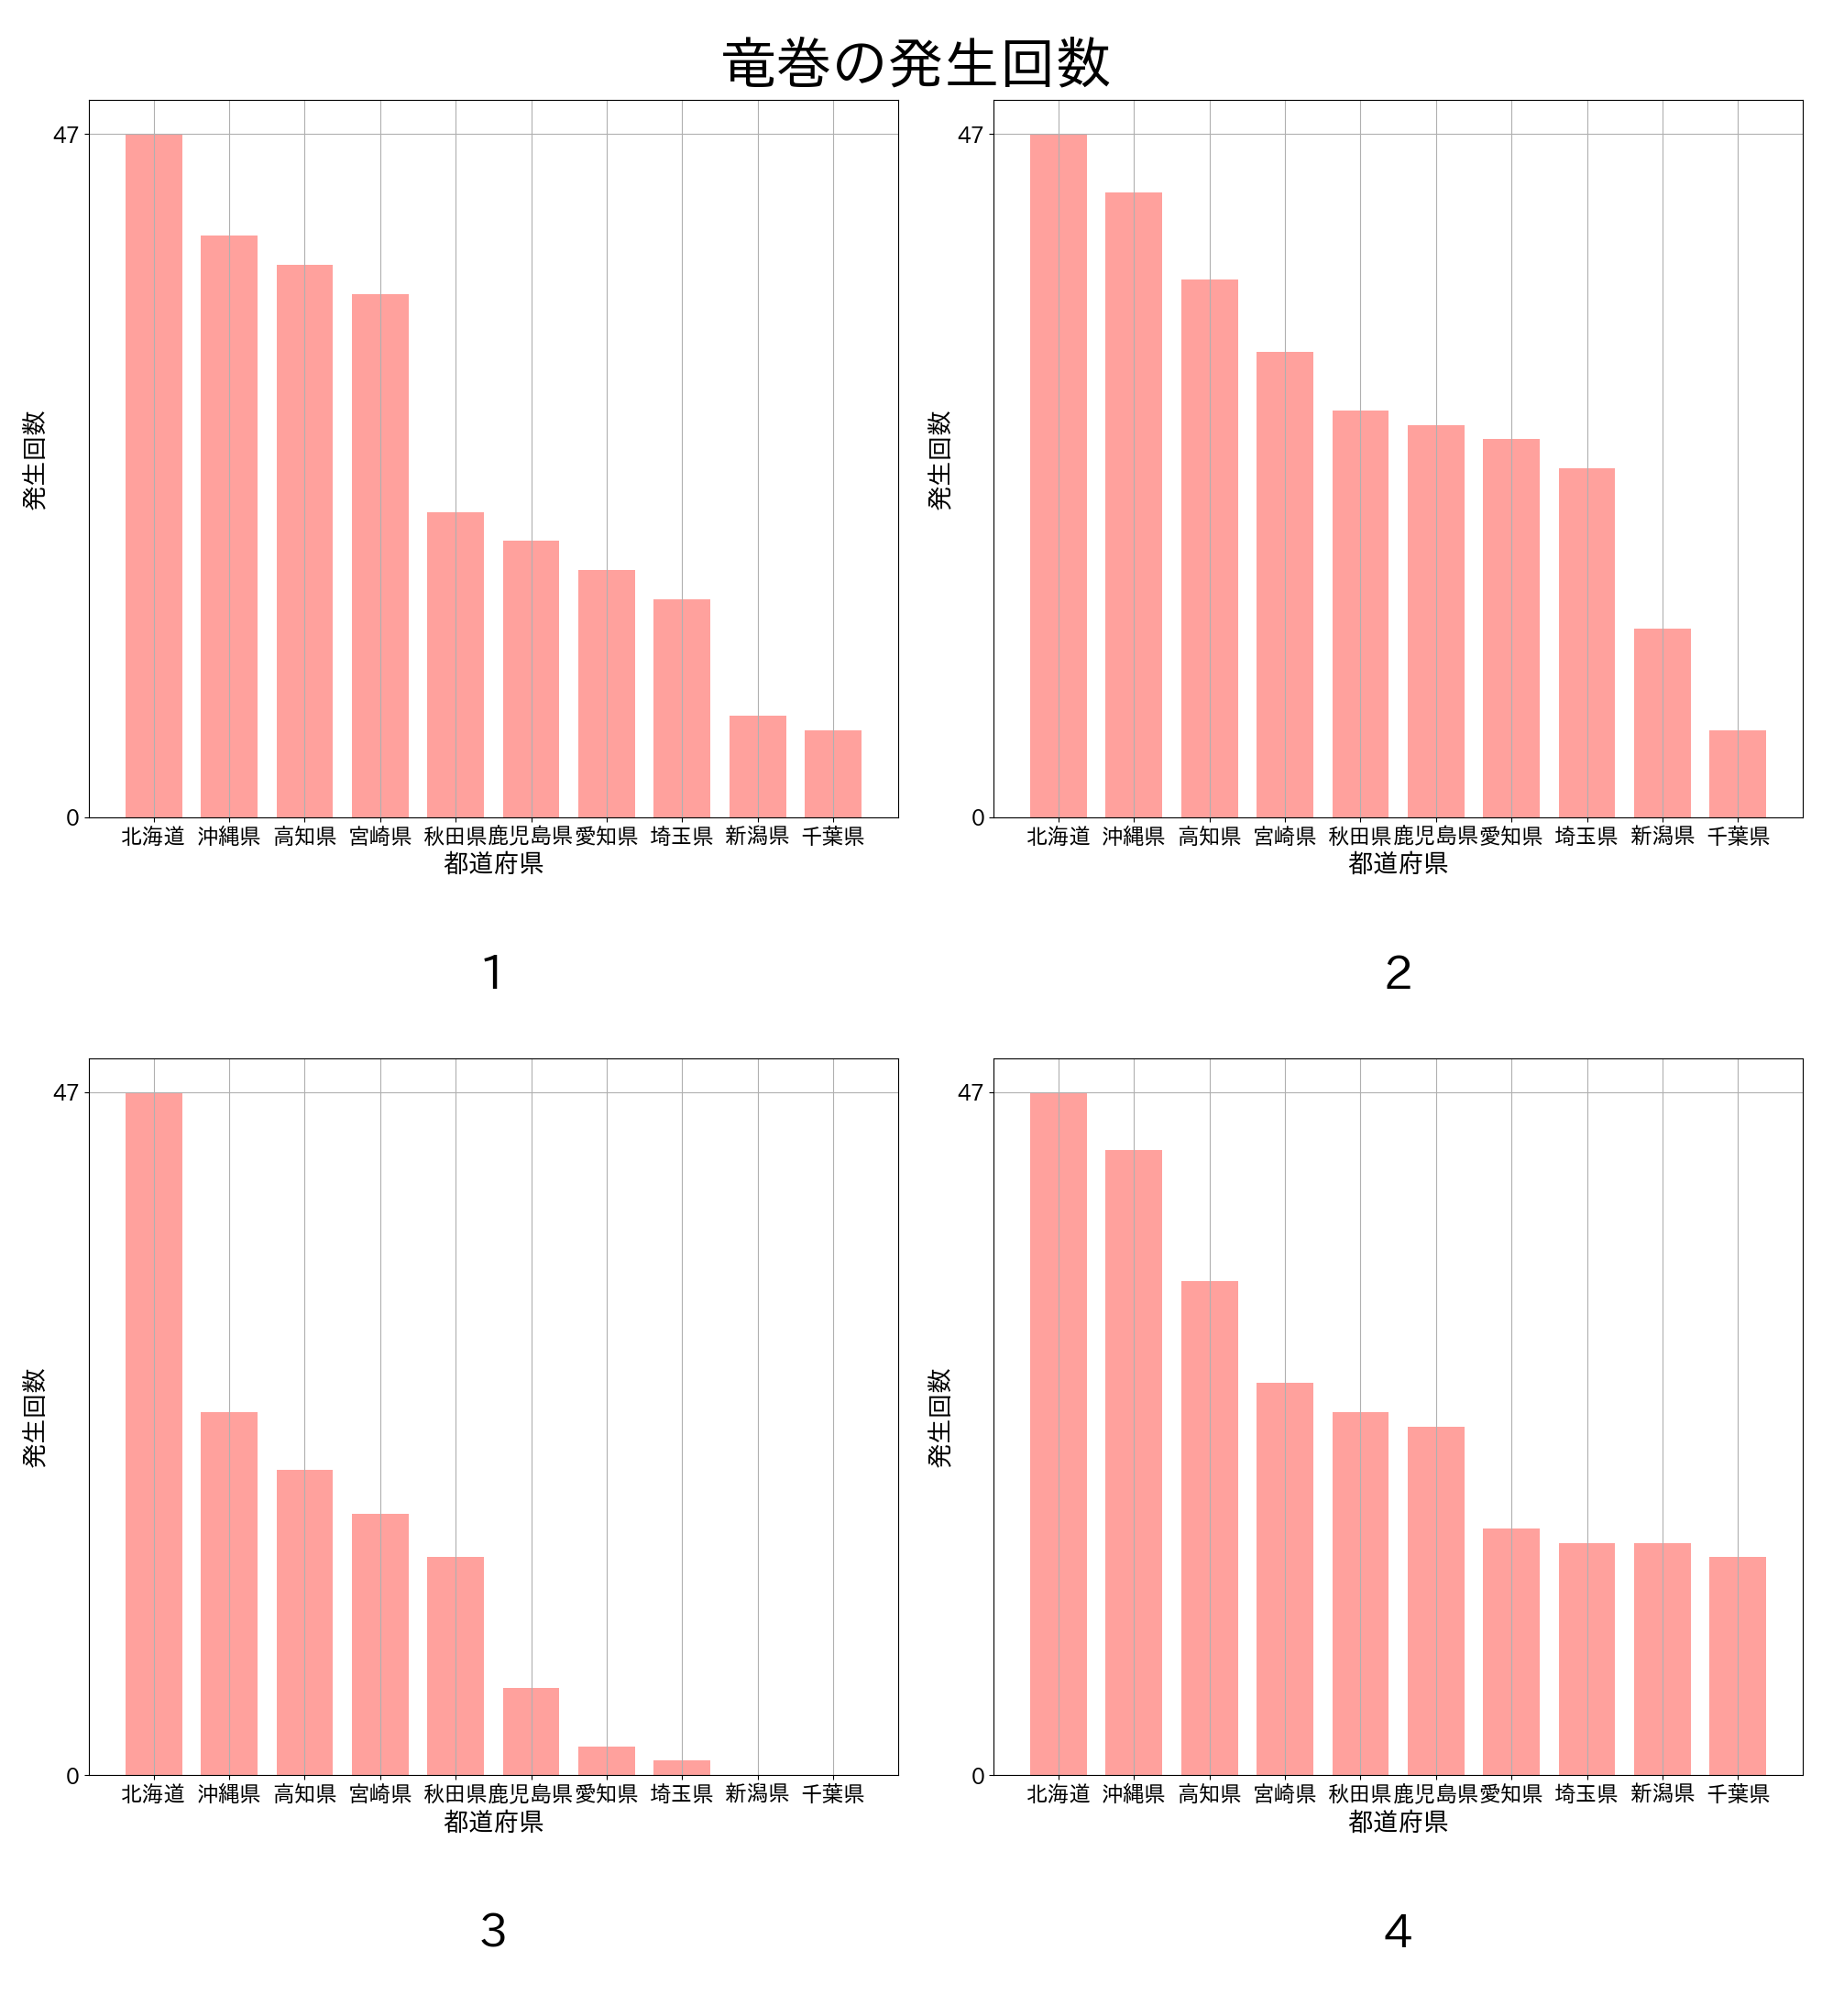 竜巻の発生回数
47
発生回数
0
北海道 沖縄県 高知県 宮崎県 秋田県 鹿児島県 愛知県 埼玉県 新潟県 千葉県
都道府県
1
47
発生回数
0
北海道 沖縄県 高知県 宮崎県 秋田県 鹿児島県 愛知県 埼玉県 新潟県 千葉県
都道府県
2
47
発生回数
0
北海道 沖縄県 高知県 宮崎県 秋田県 鹿児島県 愛知県 埼玉県 新潟県 千葉県
都道府県
3
47
発生回数
0
北海道 沖縄県 高知県 宮崎県 秋田県 鹿児島県 愛知県 埼玉県 新潟県 千葉県
都道府県
4